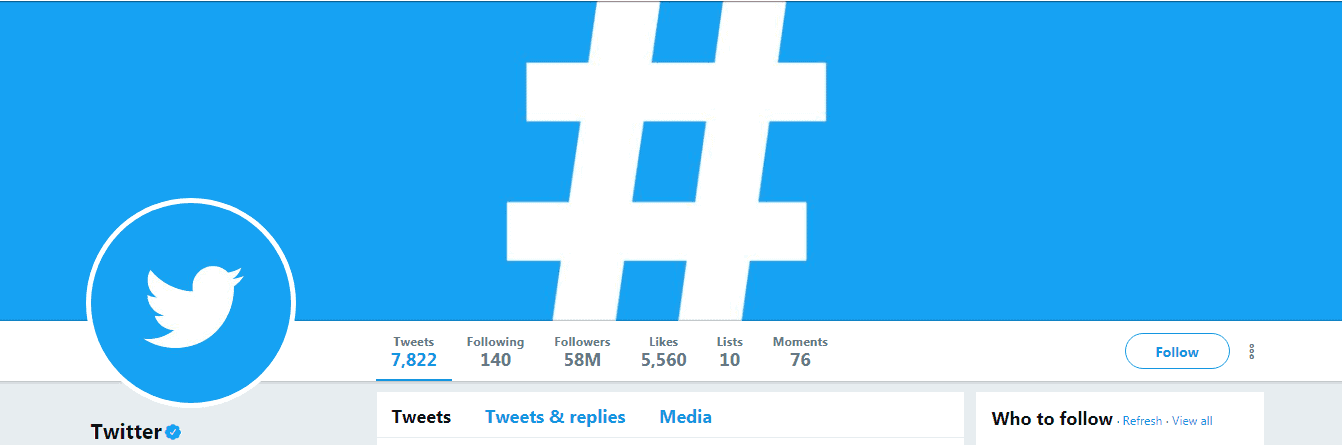 #
Tweets Following Followers Likes Lists Moments
7,822 140 58M 5,560 10 76
Follow
Twitter
Tweets Tweets & replies Media
Who to follow · Refresh · View all